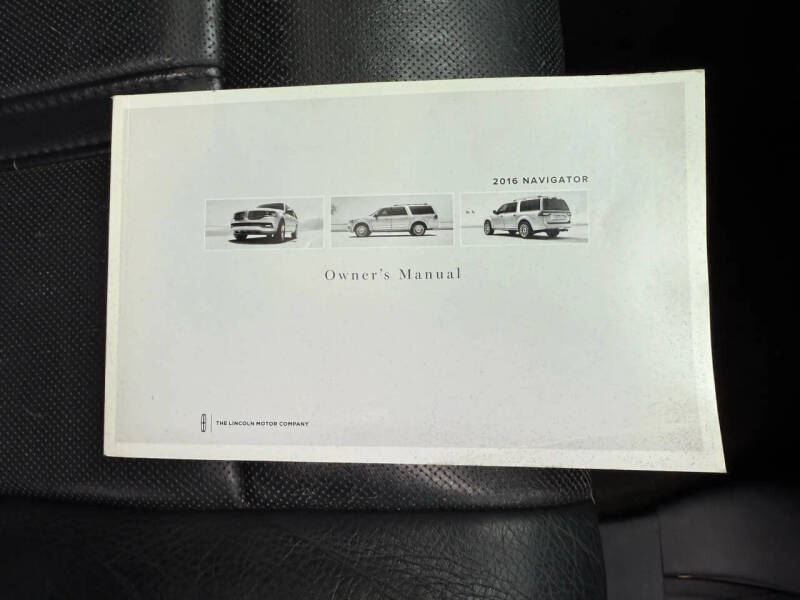 2016 NAVIGATOR
Owner's Manual
THE LINCOLN MOTOR COMPANY